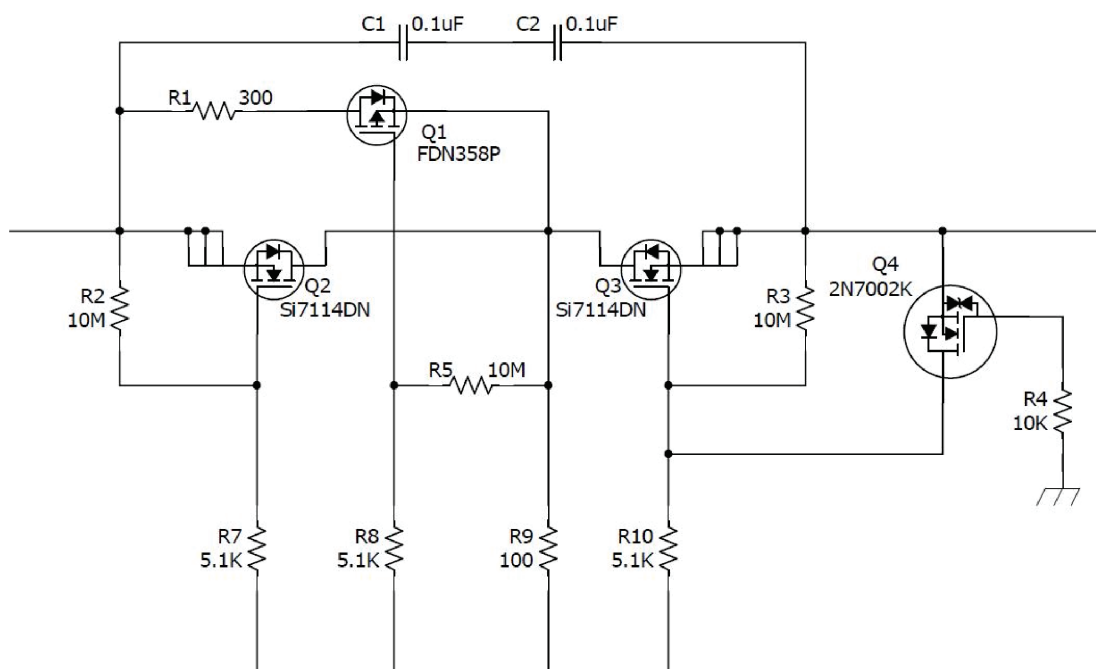 C1 0.1uF C2 0.1uF
R1 300
Q1
FDN358P
Q2
Si7114DN
Q3
Si7114DN
Q4
2N7002K
R2
10M
R3
10M
R5 10M
R4
10K
R7
5.1K
R8
5.1K
R9
100
R10
5.1K